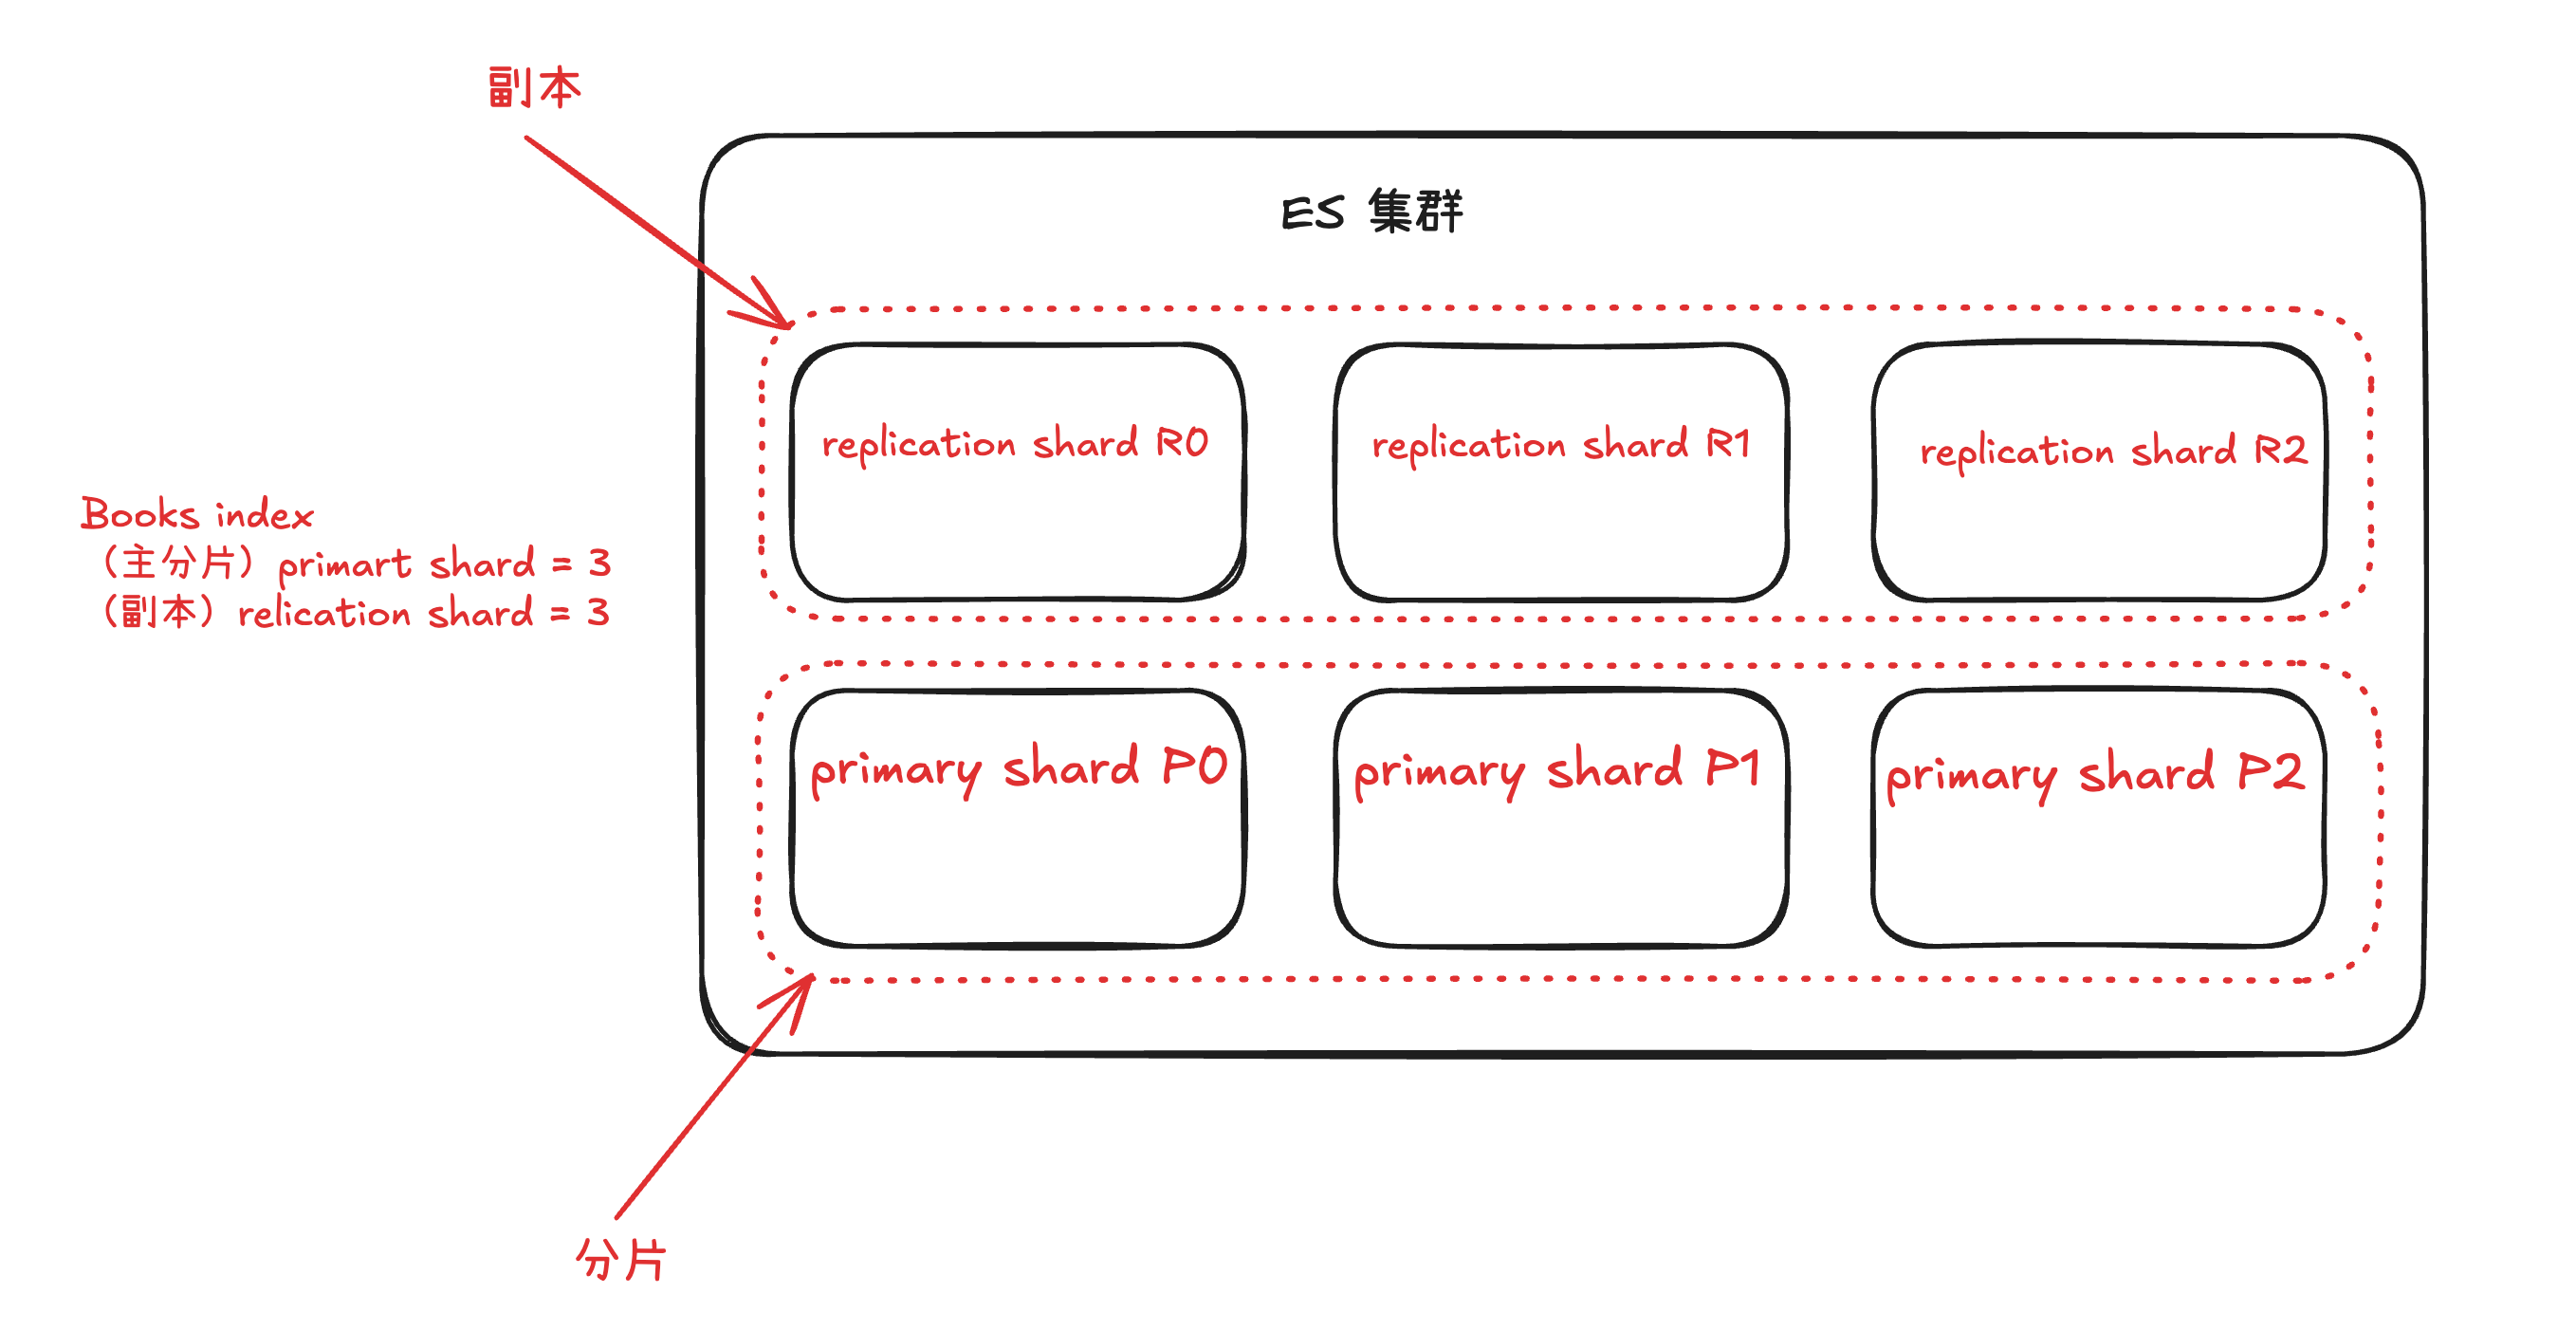 副本
ES 集群
replication shard R0
replication shard R1
replication shard R2
Books index
（主分片）primart shard = 3
（副本）relication shard = 3
primary shard P0
primary shard P1
primary shard P2
分片